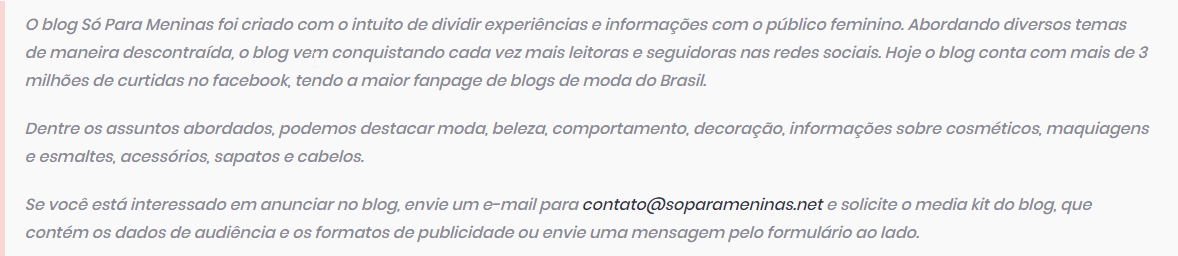 O blog Só Para Meninas foi criado com o intuito de dividir experiências e informações com o público feminino. Abordando diversos temas
de maneira descontraída, o blog vem conquistando cada vez mais leitoras e seguidoras nas redes sociais. Hoje o blog conta com mais de 3
milhões de curtidas no facebook, tendo a maior fanpage de blogs de moda do Brasil.
Dentre os assuntos abordados, podemos destacar moda, beleza, comportamento, decoração, informações sobre cosméticos, maquiagens
e esmaltes, acessórios, sapatos e cabelos.
Se você está interessado em anunciar no blog, envie um e-mail para contato@soparameninas.net e solicite o media kit do blog, que
contém os dados de audiência e os formatos de publicidade ou envie uma mensagem pelo formulário ao lado.